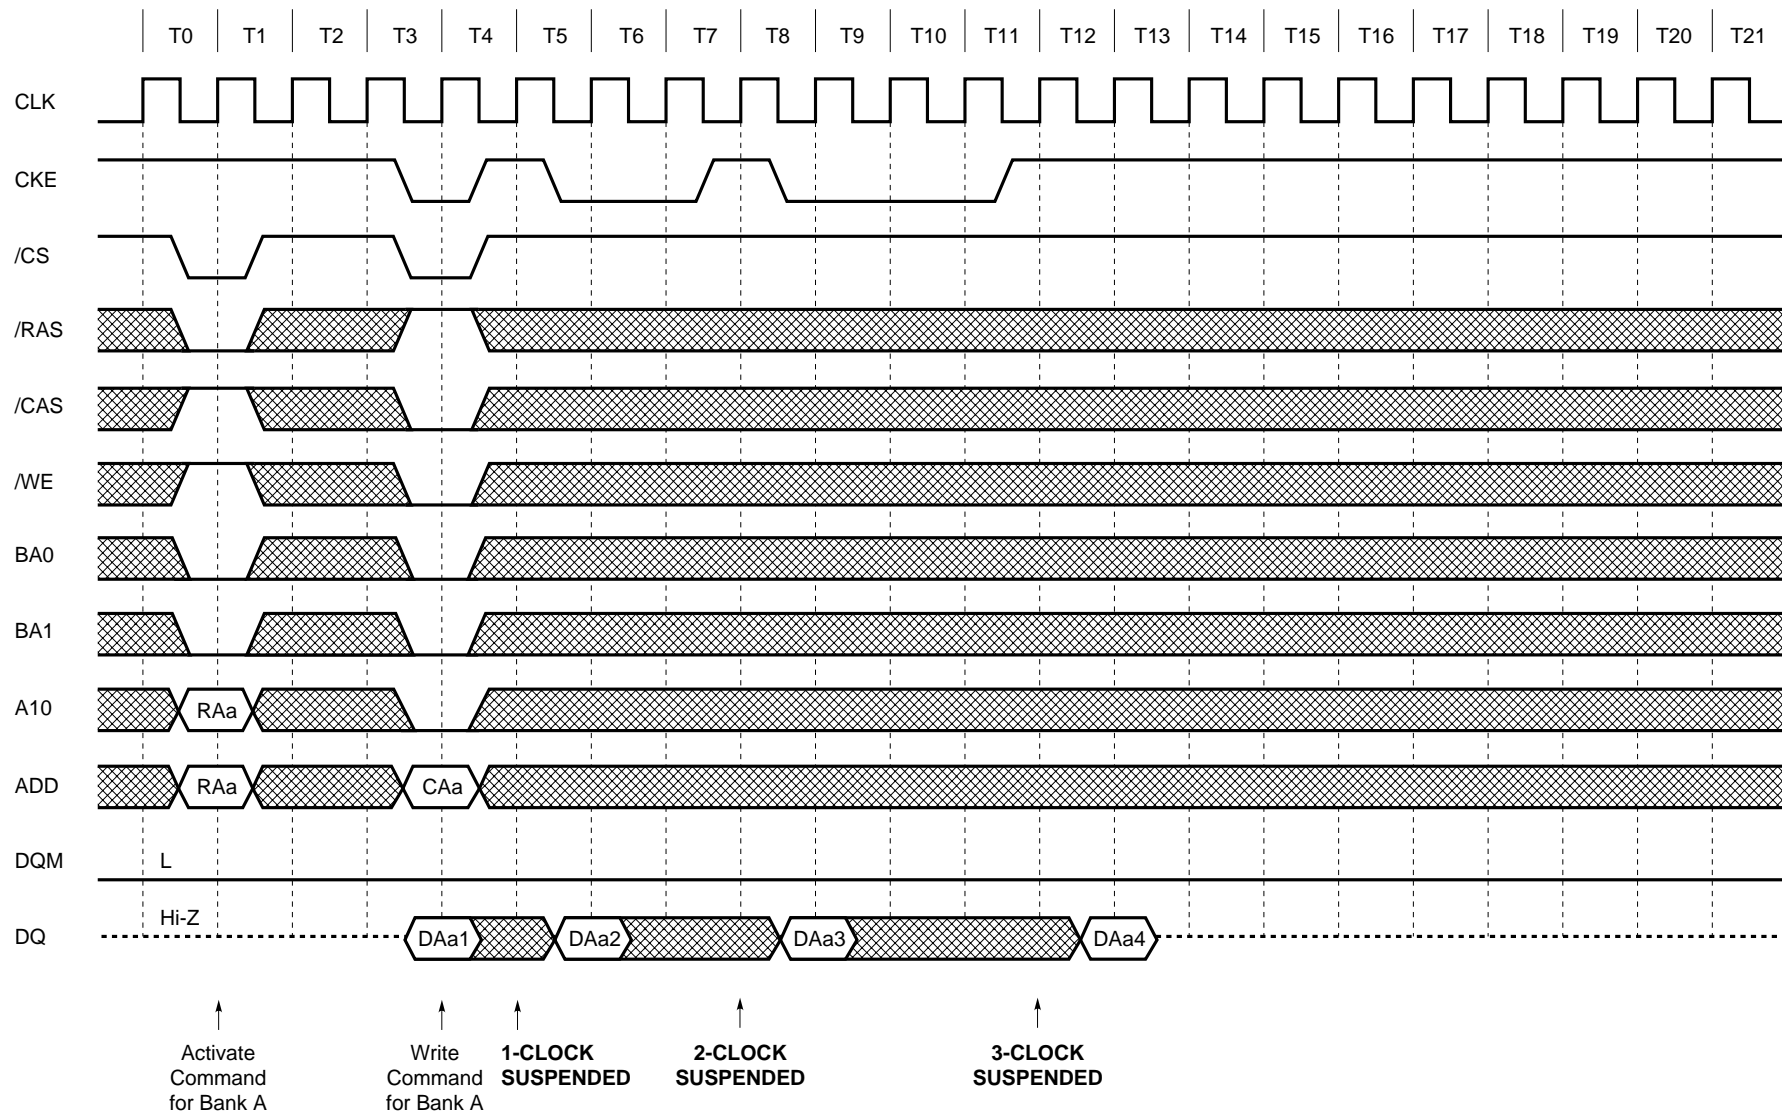 T0 T1 T2 T3 T4 T5 T6 T7 T8 T9 T10 T11 T12 T13 T14 T15 T16 T17 T18 T19 T20 T21
CLK
CKE
/CS
/RAS
/CAS
/WE
BA0
BA1
A10 RAa
ADD RAa CAa
DQM L
Hi-Z
DQ DAa1 DAa2 DAa3 DAa4
Activate
Command
for Bank A
Write
Command
for Bank A
1-CLOCK
SUSPENDED
2-CLOCK
SUSPENDED
3-CLOCK
SUSPENDED